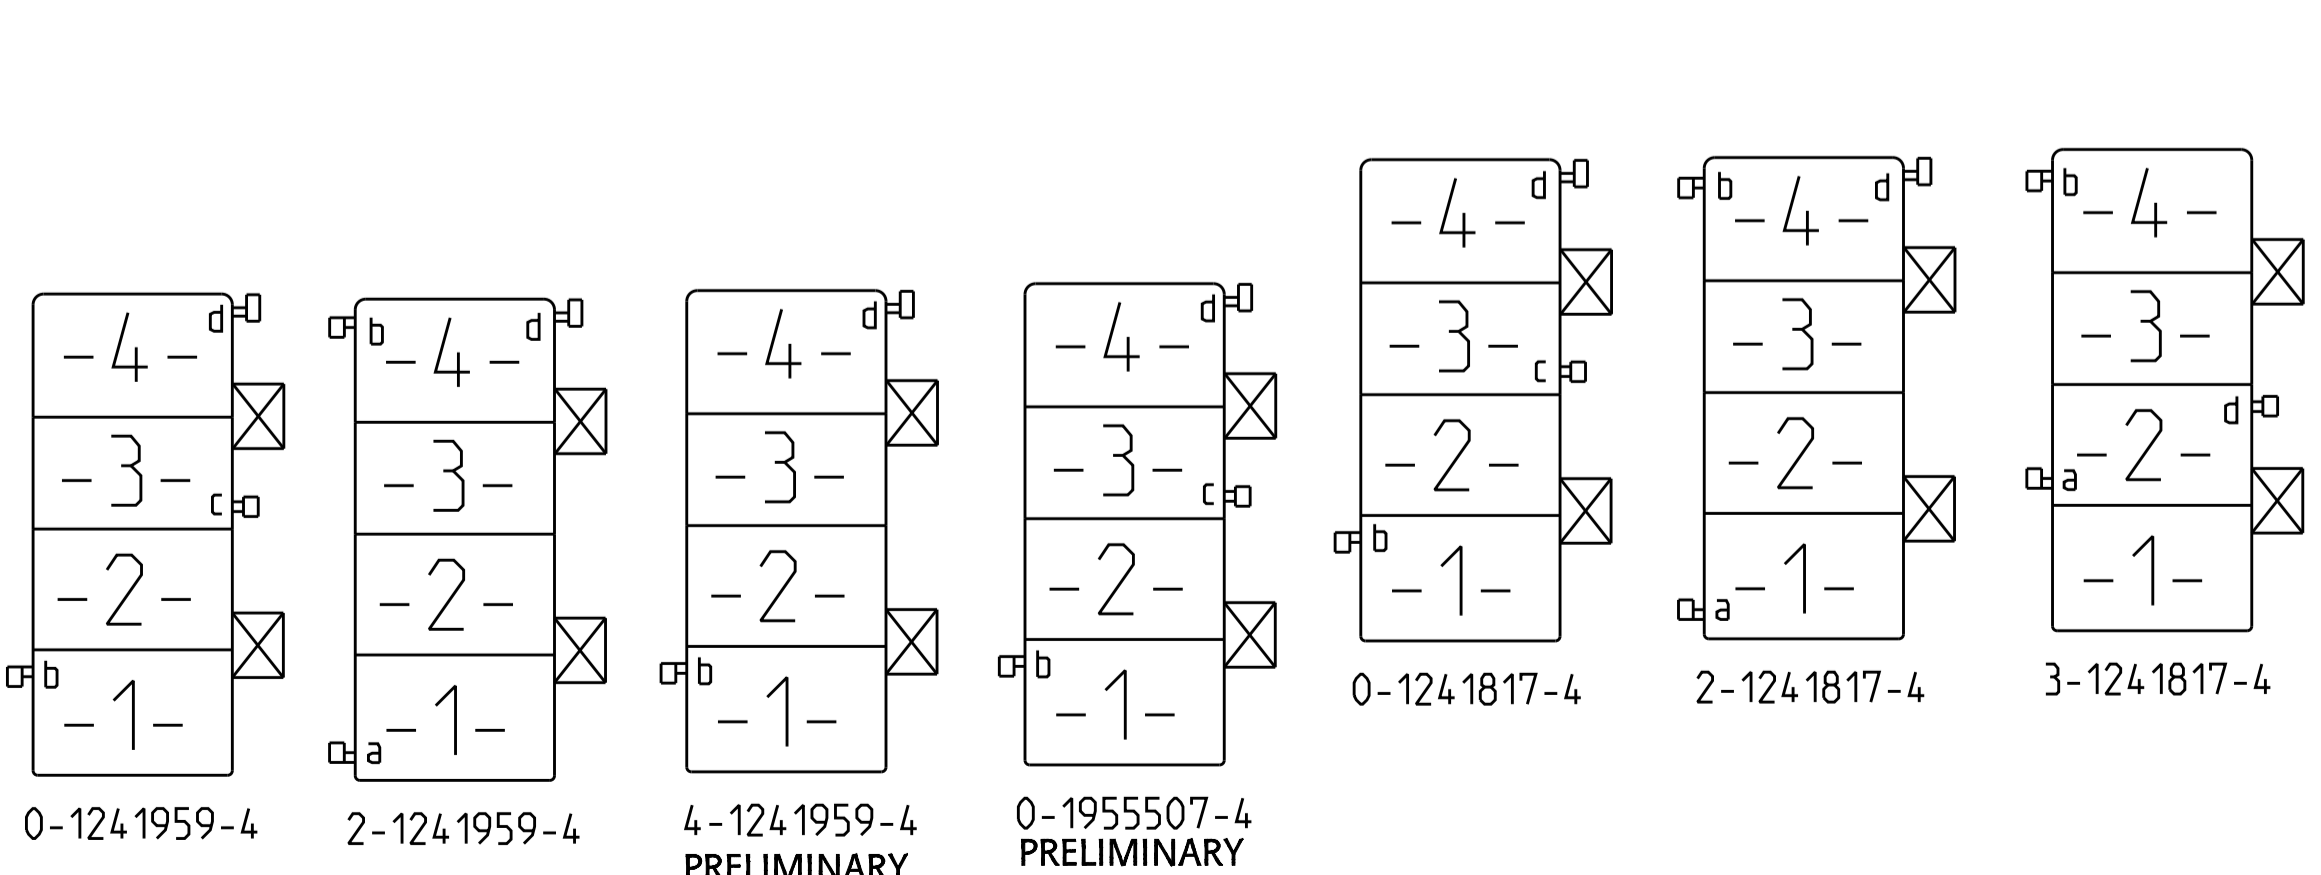 d
-4-
-3-
c
-2-
b
-1-
0-1241959-4
b
d
-4-
-3-
-2-
-1-
a
2-1241959-4
d
-4-
-3-
-2-
b
-1-
4-1241959-4
PRELIMINARY
d
-4-
-3-
c
-2-
b
-1-
0-1955507-4
PRELIMINARY
d
-4-
-3-
c
-2-
b
-1-
0-1241817-4
b
d
-4-
-3-
-2-
-1-
a
2-1241817-4
b
-4-
-3-
d
-2-
a
-1-
3-1241817-4